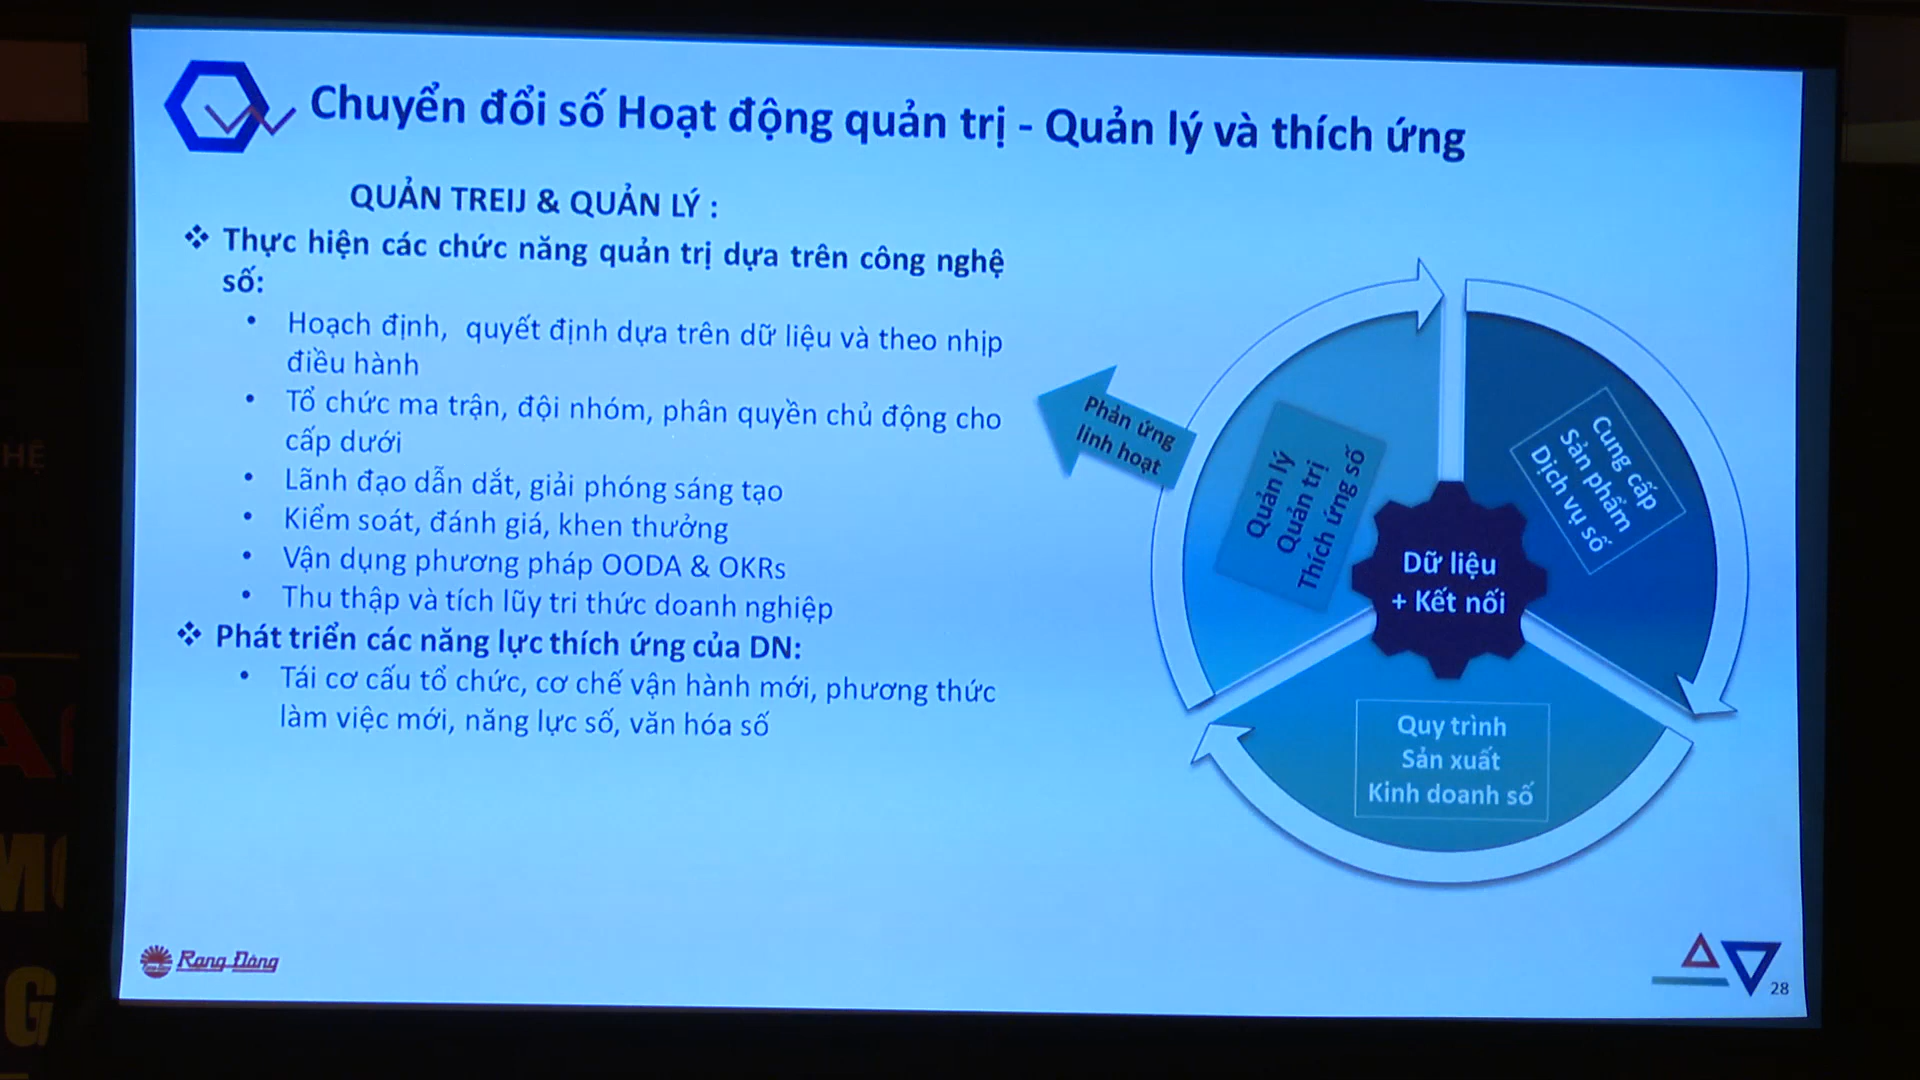 Chuyển đổi số Hoạt động quản trị - Quản lý và thích ứng
QUẢN TREIJ & QUẢN LÝ :
❖ Thực hiện các chức năng quản trị dựa trên công nghệ
số:
• Hoạch định, quyết định dựa trên dữ liệu và theo nhịp
điều hành
• Tổ chức ma trận, đội nhóm, phân quyền chủ động cho
cấp dưới
• Lãnh đạo dẫn dắt, giải phóng sáng tạo
• Kiểm soát, đánh giá, khen thưởng
• Vận dụng phương pháp OODA & OKRs
• Thu thập và tích lũy tri thức doanh nghiệp
❖ Phát triển các năng lực thích ứng của DN:
• Tái cơ cấu tổ chức, cơ chế vận hành mới, phương thức
làm việc mới, năng lực số, văn hóa số
Phản ứng
linh hoạt
Quản lý
Quản trị
Thích ứng số
Cung cấp
Sản phẩm
Dịch vụ số
Dữ liệu
+ Kết nối
Quy trình
Sản xuất
Kinh doanh số
Rạng Đông
28
HỆ
G